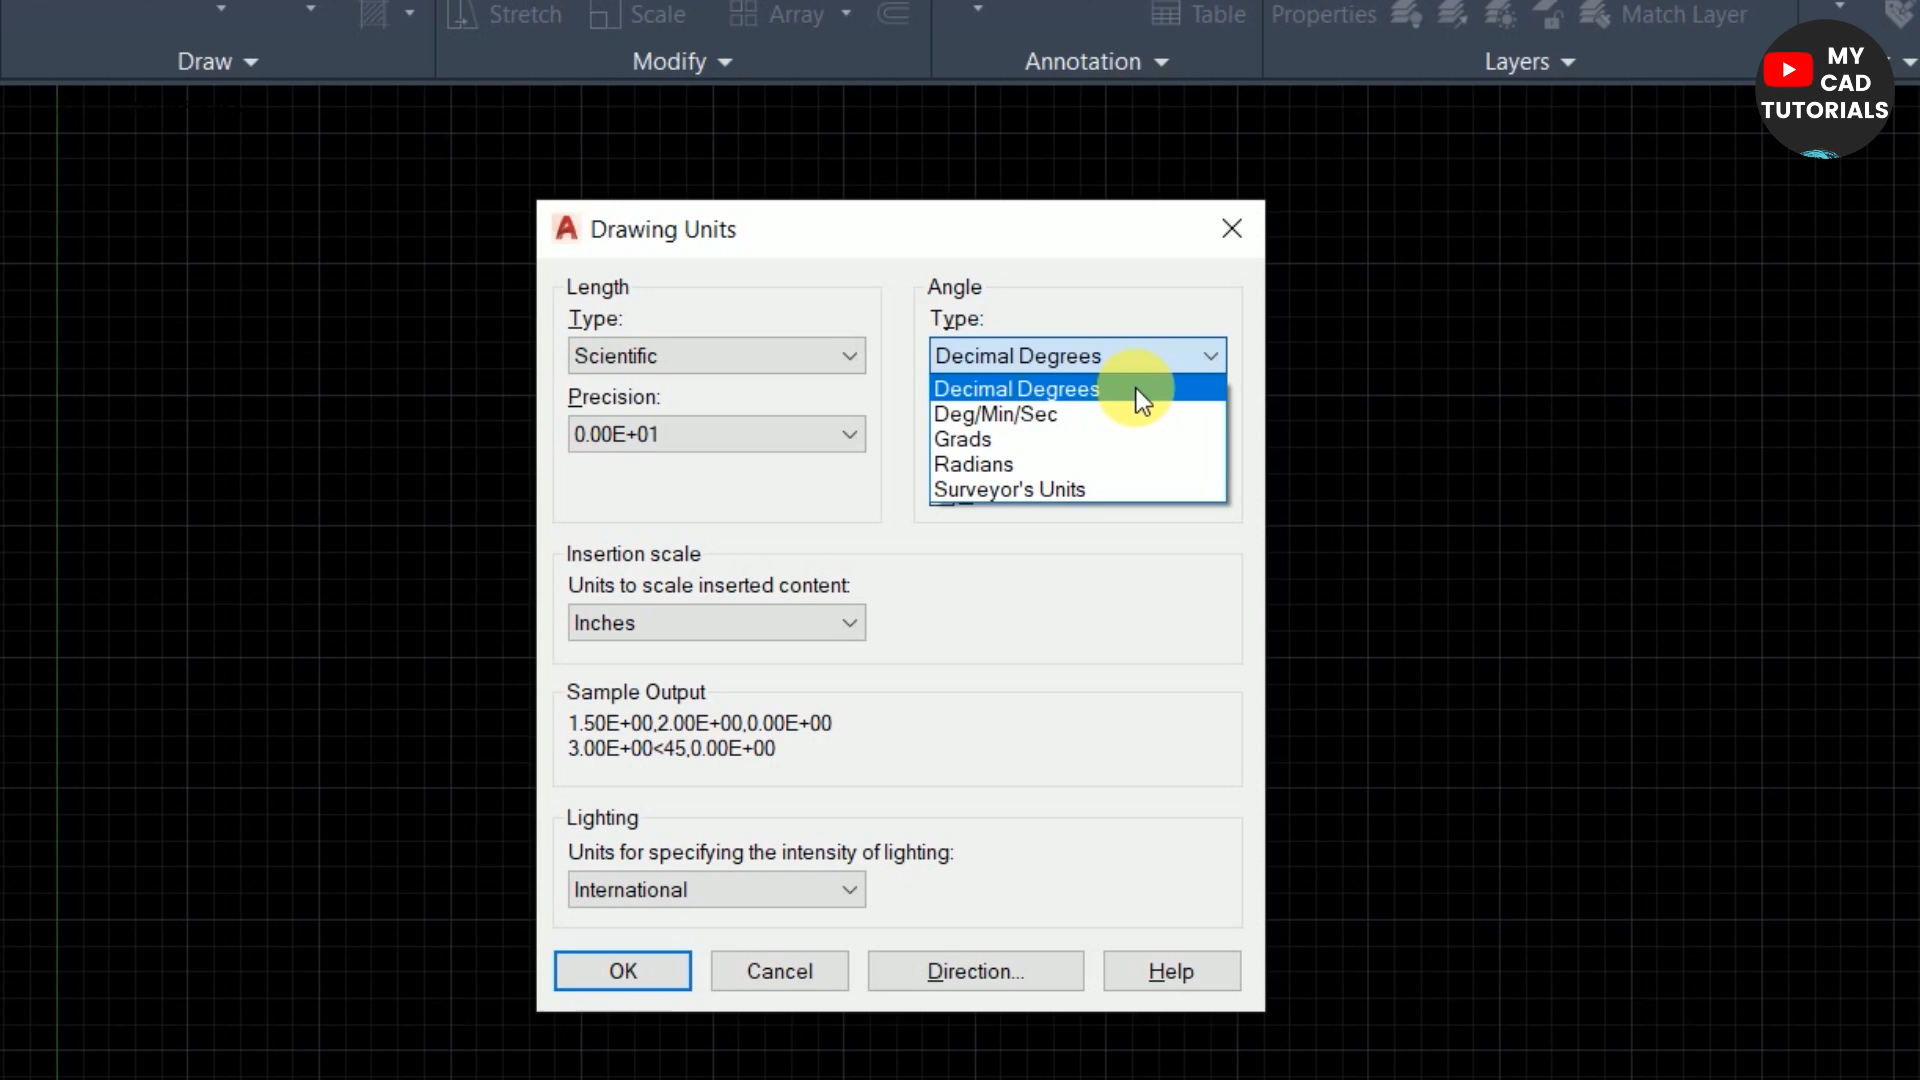 Stretch
Scale
Array
Table
Properties
Match Layer
Draw
Modify
Annotation
Layers
MY
CAD
TUTORIALS
Drawing Units
Length
Type:
Scientific
Precision:
0.00E+01
Angle
Type:
Decimal Degrees
Decimal Degrees
Deg/Min/Sec
Grads
Radians
Surveyor's Units
Insertion scale
Units to scale inserted content:
Inches
Sample Output
1.50E+00,2.00E+00,0.00E+00
3.00E+00<45,0.00E+00
Lighting
Units for specifying the intensity of lighting:
International
OK
Cancel
Direction...
Help